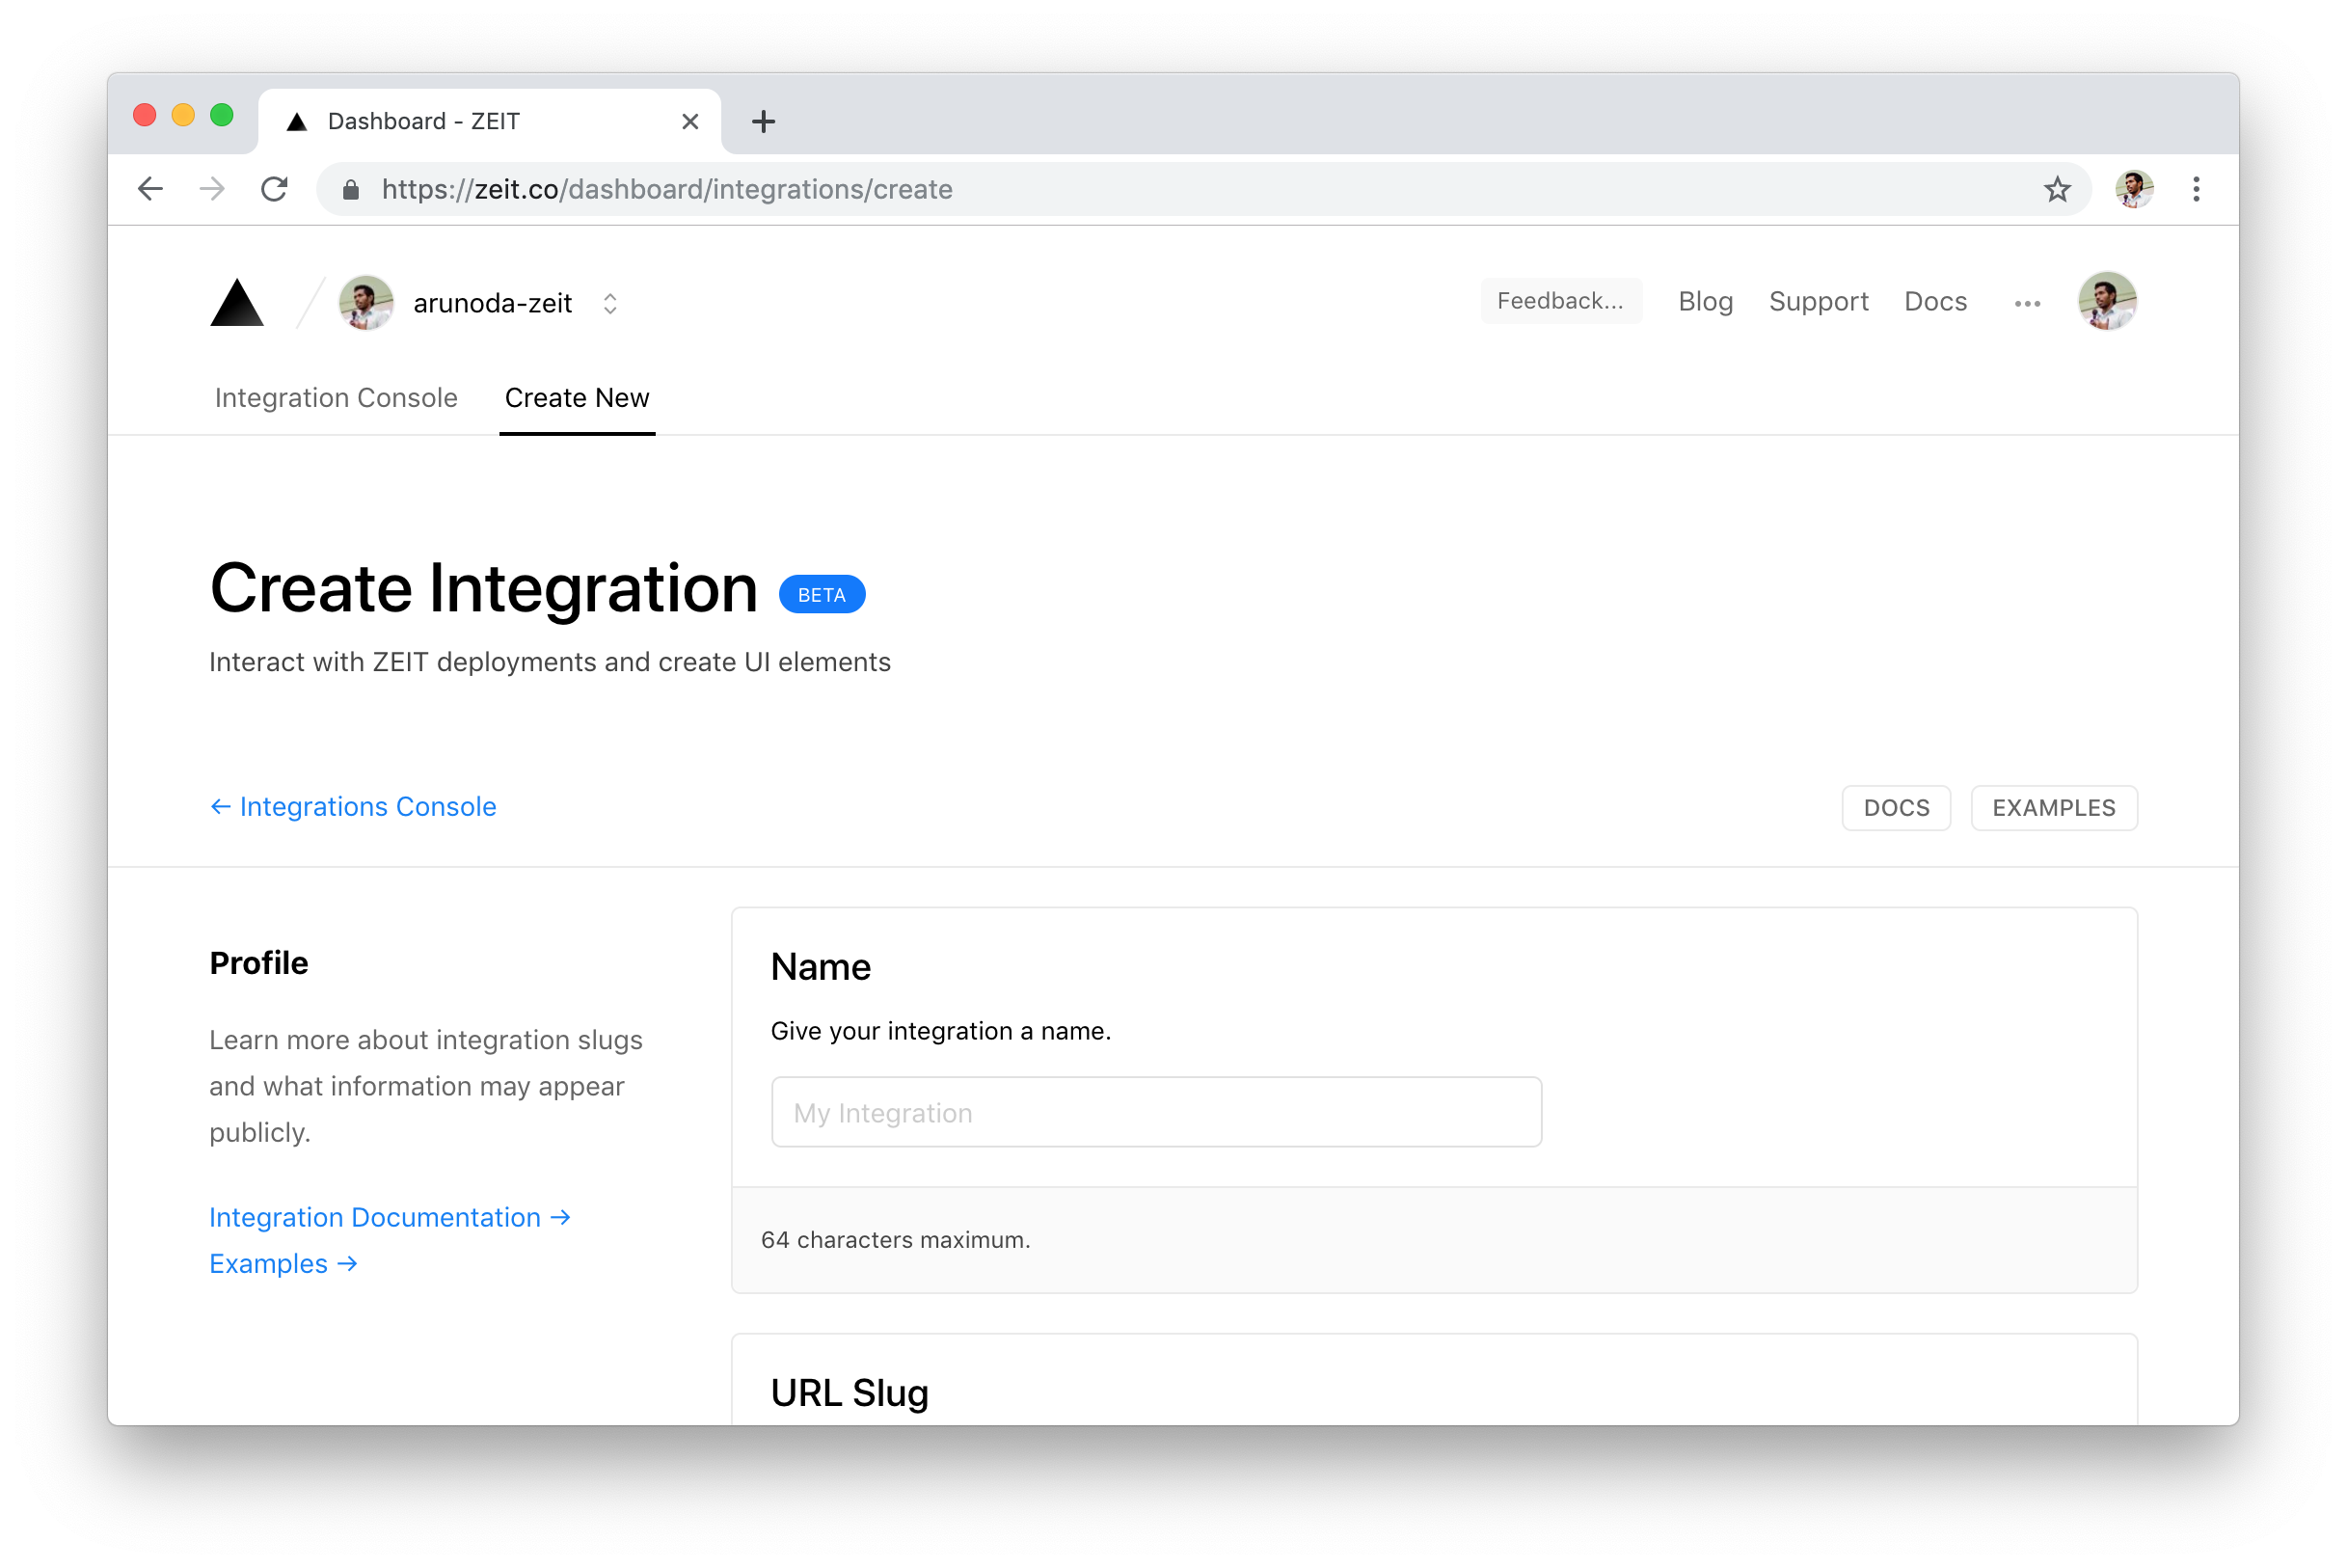 Dashboard - ZEIT
https://zeit.co/dashboard/integrations/create
arunoda-zeit
Feedback...
Blog
Support
Docs
Integration Console
Create New
Create Integration
BETA
Interact with ZEIT deployments and create UI elements
← Integrations Console
DOCS
EXAMPLES
Profile
Learn more about integration slugs
and what information may appear
publicly.
Integration Documentation →
Examples →
Name
Give your integration a name.
My Integration
64 characters maximum.
URL Slug